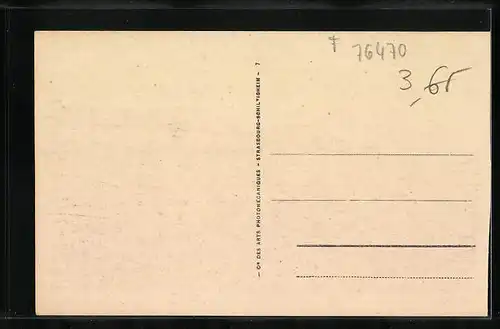 + 76470
3,65
— Cie DES ARTS PHOTOMÉCANIQUES - STRASBOURG-SCHILTIGHEIM - 7